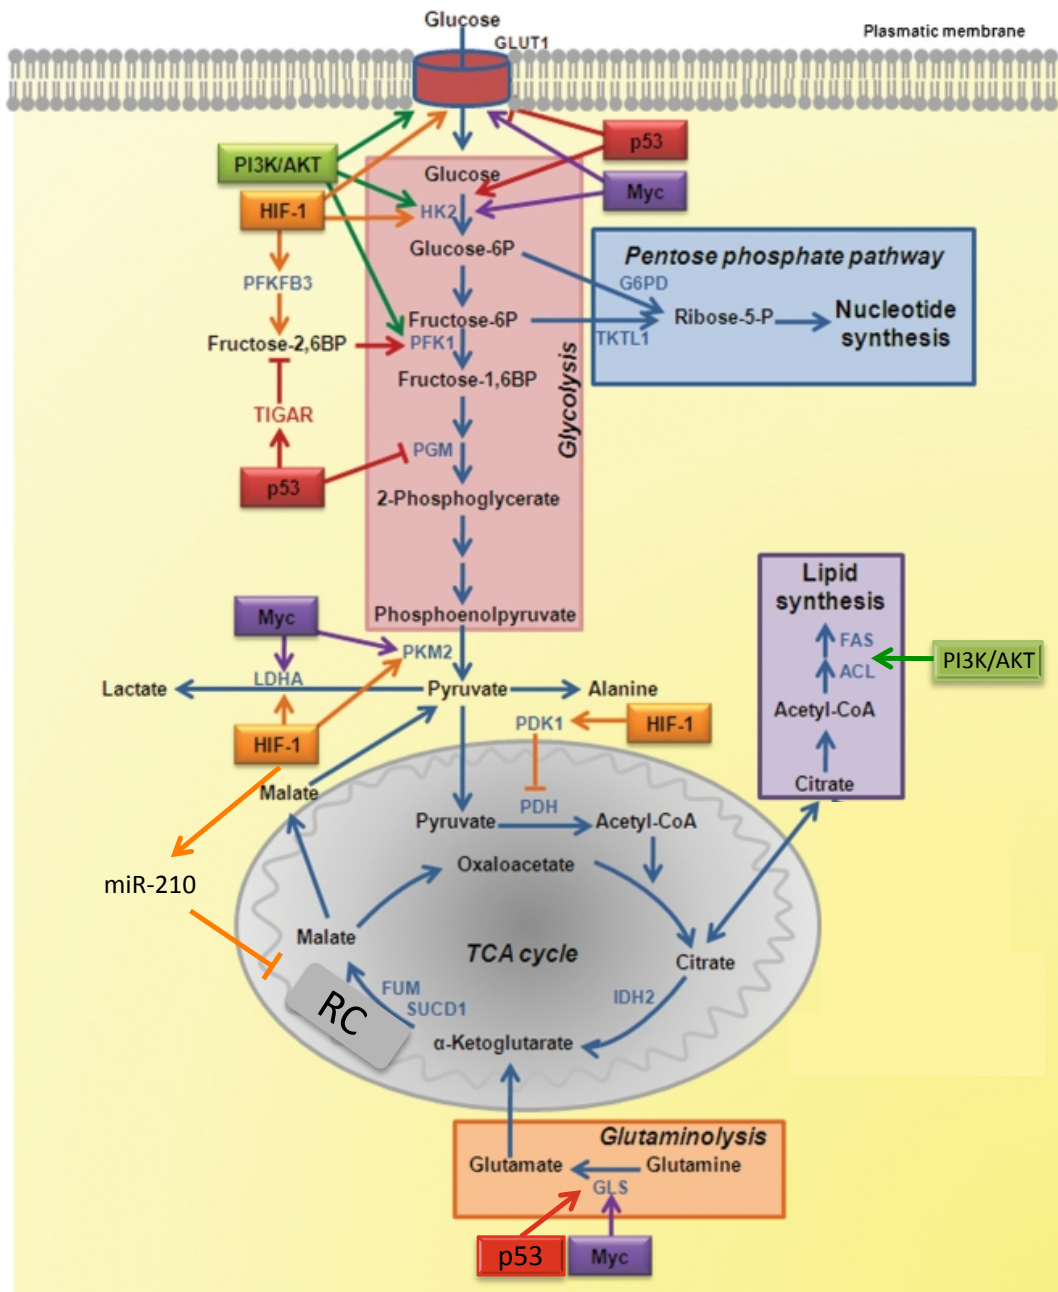 Glucose
Plasmatic membrane
GLUT1
p53
PI3K/AKT
Glucose
Myc
HIF-1
HK2
Glucose-6P
Pentose phosphate pathway
PFKFB3
G6PD
Fructose-6P
Ribose-5-P
Nucleotide
synthesis
Fructose-2,6BP
PFK1
TKTL1
Fructose-1,6BP
Glycolysis
TIGAR
PGM
p53
2-Phosphoglycerate
Lipid
synthesis
Myc
Phosphoenolpyruvate
FAS
PKM2
PI3K/AKT
ACL
LDHA
Lactate
Pyruvate
Alanine
Acetyl-CoA
PDK1
HIF-1
HIF-1
Citrate
Malate
PDH
Pyruvate
Acetyl-CoA
Oxaloacetate
miR-210
Malate
TCA cycle
Citrate
FUM
IDH2
SUCD1
RC
α-Ketoglutarate
Glutaminolysis
Glutamate
Glutamine
GLS
p53
Myc